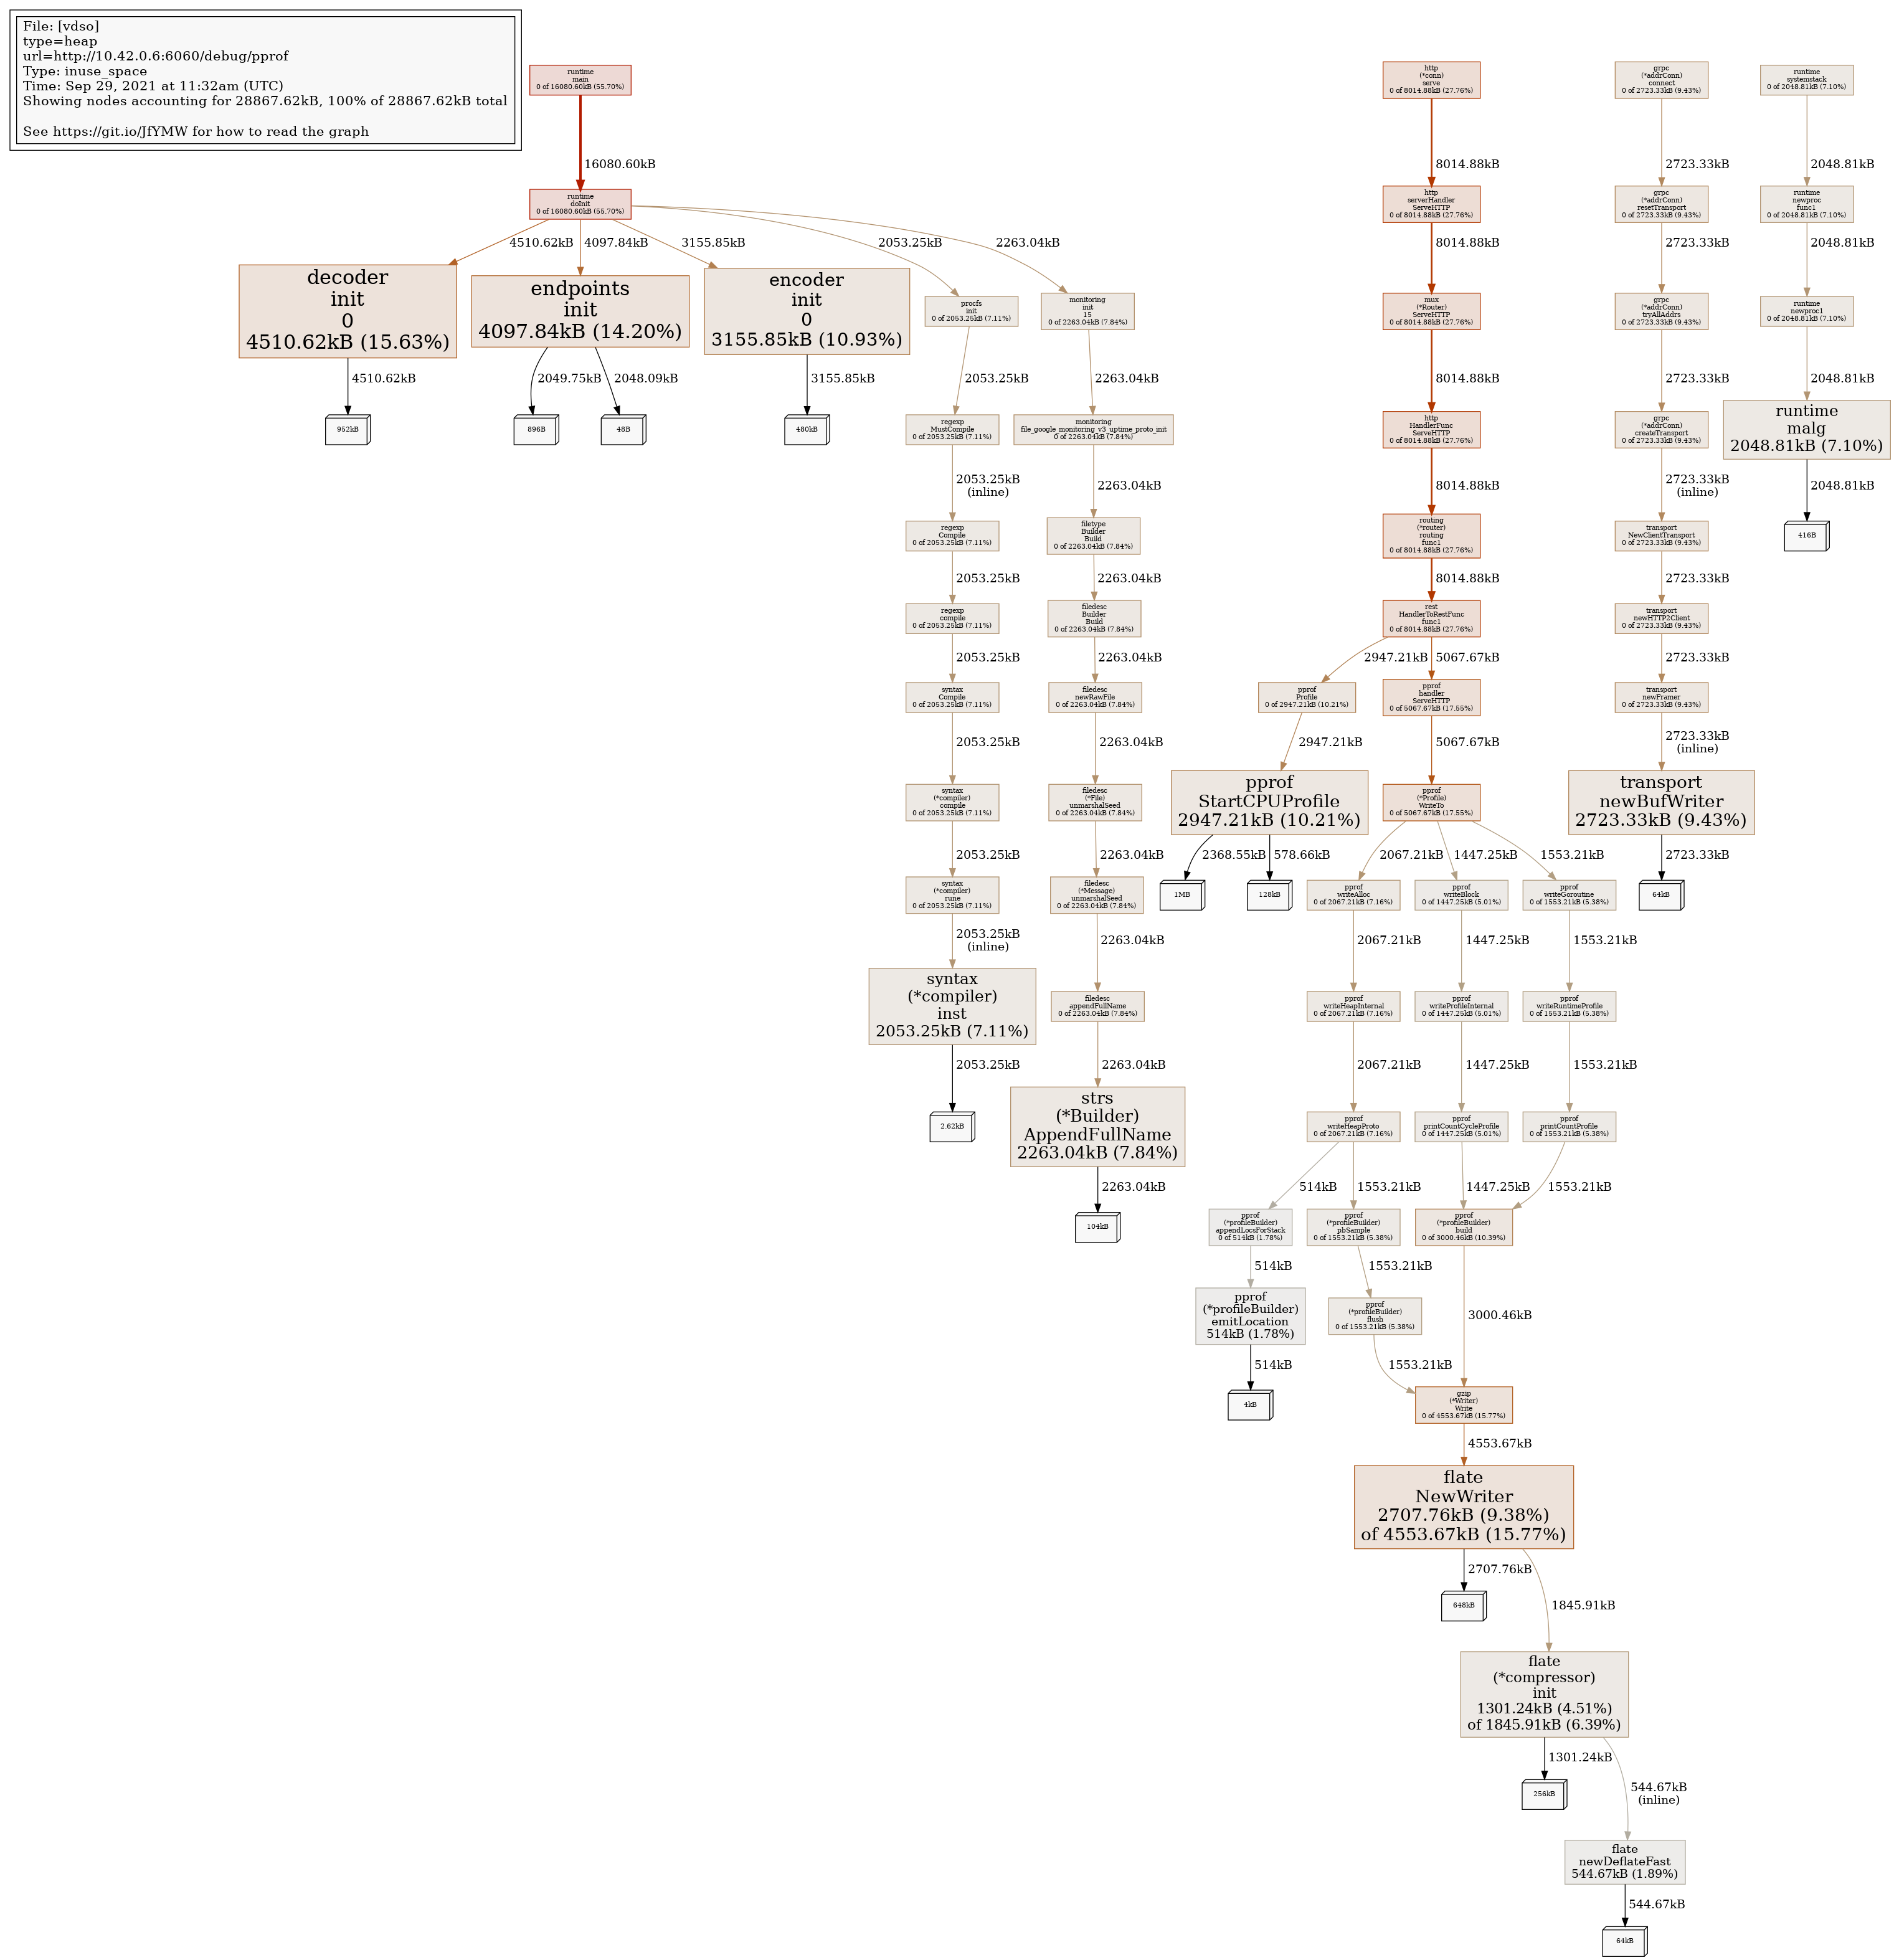 File: [vdso]
type=heap
url=http://10.42.0.6:6060/debug/pprof
Type: inuse_space
Time: Sep 29, 2021 at 11:32am (UTC)
Showing nodes accounting for 28867.62kB, 100% of 28867.62kB total
See https://git.io/JfYMW for how to read the graph
runtime
main
0 of 16080.60kB (55.70%)
16080.60kB
runtime
doInit
0 of 16080.60kB (55.70%)
4510.62kB
4097.84kB
3155.85kB
2053.25kB
2263.04kB
decoder
init
0
4510.62kB (15.63%)
4510.62kB
952kB
endpoints
init
4097.84kB (14.20%)
2049.75kB
2048.09kB
896B
48B
encoder
init
0
3155.85kB (10.93%)
3155.85kB
480kB
procfs
init
0 of 2053.25kB (7.11%)
2053.25kB
regexp
MustCompile
0 of 2053.25kB (7.11%)
2053.25kB
(inline)
regexp
Compile
0 of 2053.25kB (7.11%)
2053.25kB
regexp
compile
0 of 2053.25kB (7.11%)
2053.25kB
syntax
Compile
0 of 2053.25kB (7.11%)
2053.25kB
syntax
(*compiler)
compile
0 of 2053.25kB (7.11%)
2053.25kB
syntax
(*compiler)
rune
0 of 2053.25kB (7.11%)
2053.25kB
(inline)
syntax
(*compiler)
inst
2053.25kB (7.11%)
2053.25kB
2.62kB
monitoring
init
15
0 of 2263.04kB (7.84%)
2263.04kB
monitoring
file_google_monitoring_v3_uptime_proto_init
0 of 2263.04kB (7.84%)
2263.04kB
filetype
Builder
Build
0 of 2263.04kB (7.84%)
2263.04kB
filedesc
Builder
Build
0 of 2263.04kB (7.84%)
2263.04kB
filedesc
newRawFile
0 of 2263.04kB (7.84%)
2263.04kB
filedesc
(*File)
unmarshalSeed
0 of 2263.04kB (7.84%)
2263.04kB
filedesc
(*Message)
unmarshalSeed
0 of 2263.04kB (7.84%)
2263.04kB
filedesc
appendFullName
0 of 2263.04kB (7.84%)
2263.04kB
strs
(*Builder)
AppendFullName
2263.04kB (7.84%)
2263.04kB
104kB
http
(*conn)
serve
0 of 8014.88kB (27.76%)
8014.88kB
http
serverHandler
ServeHTTP
0 of 8014.88kB (27.76%)
8014.88kB
mux
(*Router)
ServeHTTP
0 of 8014.88kB (27.76%)
8014.88kB
http
HandlerFunc
ServeHTTP
0 of 8014.88kB (27.76%)
8014.88kB
routing
(*router)
routing
func1
0 of 8014.88kB (27.76%)
8014.88kB
rest
HandlerToRestFunc
func1
0 of 8014.88kB (27.76%)
2947.21kB
5067.67kB
pprof
Profile
0 of 2947.21kB (10.21%)
2947.21kB
pprof
StartCPUProfile
2947.21kB (10.21%)
2368.55kB
578.66kB
1MB
128kB
pprof
handler
ServeHTTP
0 of 5067.67kB (17.55%)
5067.67kB
pprof
(*Profile)
WriteTo
0 of 5067.67kB (17.55%)
2067.21kB
1447.25kB
1553.21kB
pprof
writeAlloc
0 of 2067.21kB (7.16%)
2067.21kB
pprof
writeHeapInternal
0 of 2067.21kB (7.16%)
2067.21kB
pprof
writeHeapProto
0 of 2067.21kB (7.16%)
514kB
1553.21kB
pprof
writeBlock
0 of 1447.25kB (5.01%)
1447.25kB
pprof
writeProfileInternal
0 of 1447.25kB (5.01%)
1447.25kB
pprof
printCountCycleProfile
0 of 1447.25kB (5.01%)
1447.25kB
pprof
writeGoroutine
0 of 1553.21kB (5.38%)
1553.21kB
pprof
writeRuntimeProfile
0 of 1553.21kB (5.38%)
1553.21kB
pprof
printCountProfile
0 of 1553.21kB (5.38%)
1553.21kB
pprof
(*profileBuilder)
appendLocsForStack
0 of 514kB (1.78%)
514kB
pprof
(*profileBuilder)
emitLocation
514kB (1.78%)
514kB
4kB
pprof
(*profileBuilder)
pbSample
0 of 1553.21kB (5.38%)
1553.21kB
pprof
(*profileBuilder)
flush
0 of 1553.21kB (5.38%)
1553.21kB
pprof
(*profileBuilder)
build
0 of 3000.46kB (10.39%)
3000.46kB
gzip
(*Writer)
Write
0 of 4553.67kB (15.77%)
4553.67kB
flate
NewWriter
2707.76kB (9.38%)
of 4553.67kB (15.77%)
2707.76kB
648kB
1845.91kB
flate
(*compressor)
init
1301.24kB (4.51%)
of 1845.91kB (6.39%)
1301.24kB
256kB
544.67kB
(inline)
flate
newDeflateFast
544.67kB (1.89%)
544.67kB
64kB
grpc
(*addrConn)
connect
0 of 2723.33kB (9.43%)
2723.33kB
grpc
(*addrConn)
resetTransport
0 of 2723.33kB (9.43%)
2723.33kB
grpc
(*addrConn)
tryAllAddrs
0 of 2723.33kB (9.43%)
2723.33kB
grpc
(*addrConn)
createTransport
0 of 2723.33kB (9.43%)
2723.33kB
(inline)
transport
NewClientTransport
0 of 2723.33kB (9.43%)
2723.33kB
transport
newHTTP2Client
0 of 2723.33kB (9.43%)
2723.33kB
transport
newFramer
0 of 2723.33kB (9.43%)
2723.33kB
(inline)
transport
newBufWriter
2723.33kB (9.43%)
2723.33kB
64kB
runtime
systemstack
0 of 2048.81kB (7.10%)
2048.81kB
runtime
newproc
func1
0 of 2048.81kB (7.10%)
2048.81kB
runtime
newproc1
0 of 2048.81kB (7.10%)
2048.81kB
runtime
malg
2048.81kB (7.10%)
2048.81kB
416B